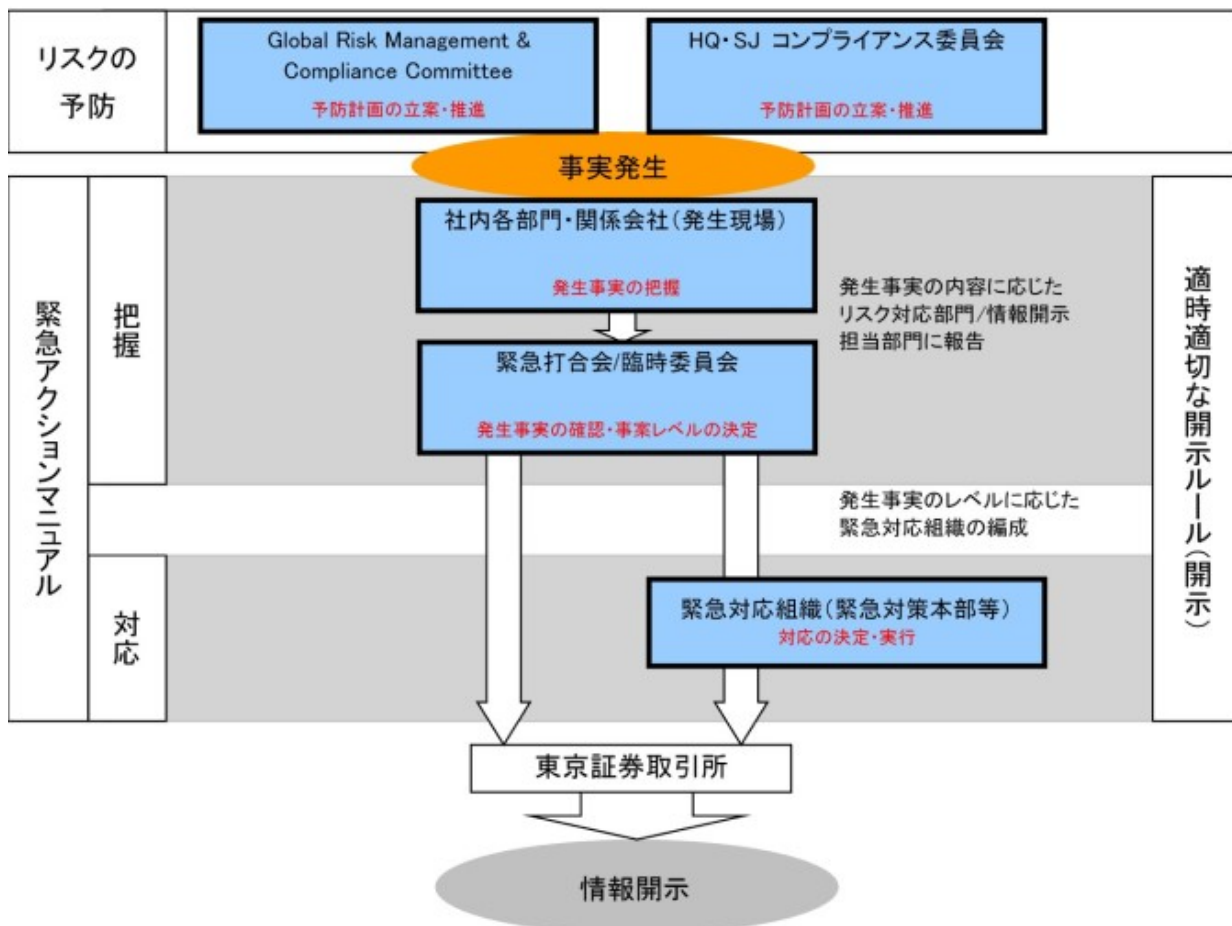 リスクの
予防
Global Risk Management &
Compliance Committee
予防計画の立案・推進
HQ・SJ コンプライアンス委員会
予防計画の立案・推進
事実発生
緊急アクションマニュアル
把握
社内各部門・関係会社(発生現場)
発生事実の把握
発生事実の内容に応じた
リスク対応部門/情報開示
担当部門に報告
緊急打合会/臨時委員会
発生事実の確認・事案レベルの決定
発生事実のレベルに応じた
緊急対応組織の編成
対応
緊急対応組織(緊急対策本部等)
対応の決定・実行
適時適切な開示ルール(開示)
東京証券取引所
情報開示